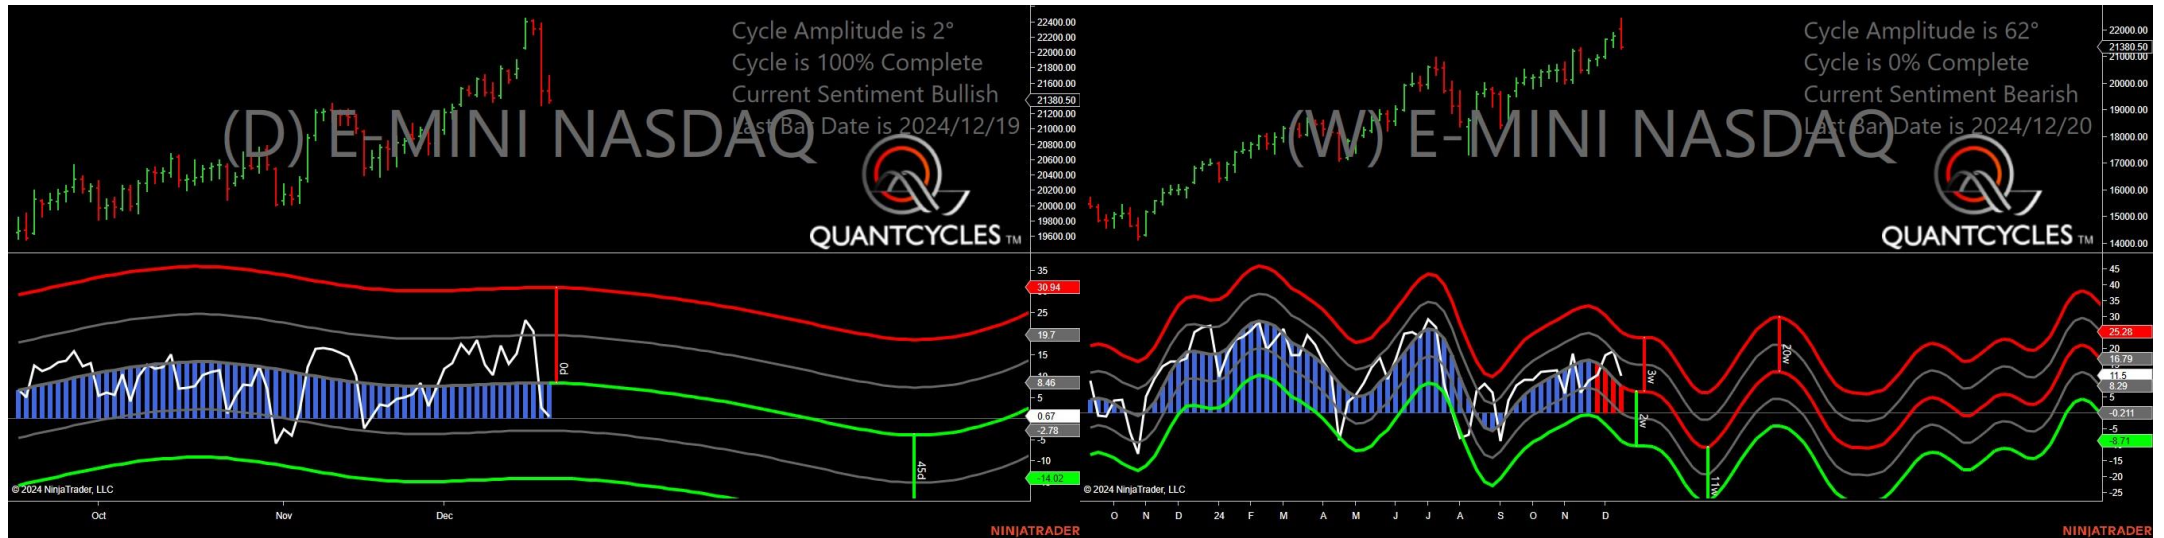 Cycle Amplitude is 2°
Cycle is 100% Complete
Current Sentiment Bullish
Last Bar Date is 2024/12/19
(D) E-MINI NASDAQ
QUANTCYCLES TM
22400.00
22200.00
22000.00
21800.00
21600.00
21380.50
21200.00
21000.00
20800.00
20600.00
20400.00
20200.00
20000.00
19800.00
19600.00
35
30.94
25
19.7
15
8.46
5
0.67
-2.78
-5
-10
-14.02
0d
45d
© 2024 NinjaTrader, LLC
Oct Nov Dec
NINJATRADER
Cycle Amplitude is 62°
Cycle is 0% Complete
Current Sentiment Bearish
Last Bar Date is 2024/12/20
(W) E-MINI NASDAQ
QUANTCYCLES TM
22000.00
21380.50
21000.00
20000.00
19000.00
18000.00
17000.00
16000.00
15000.00
14000.00
45
40
35
30
25.28
20
16.79
11.5
8.29
5
-0.211
-5
-8.71
-15
-20
-25
3w
2w
11w
20w
© 2024 NinjaTrader, LLC
O N D 24 F M A M J J A S O N D
NINJATRADER